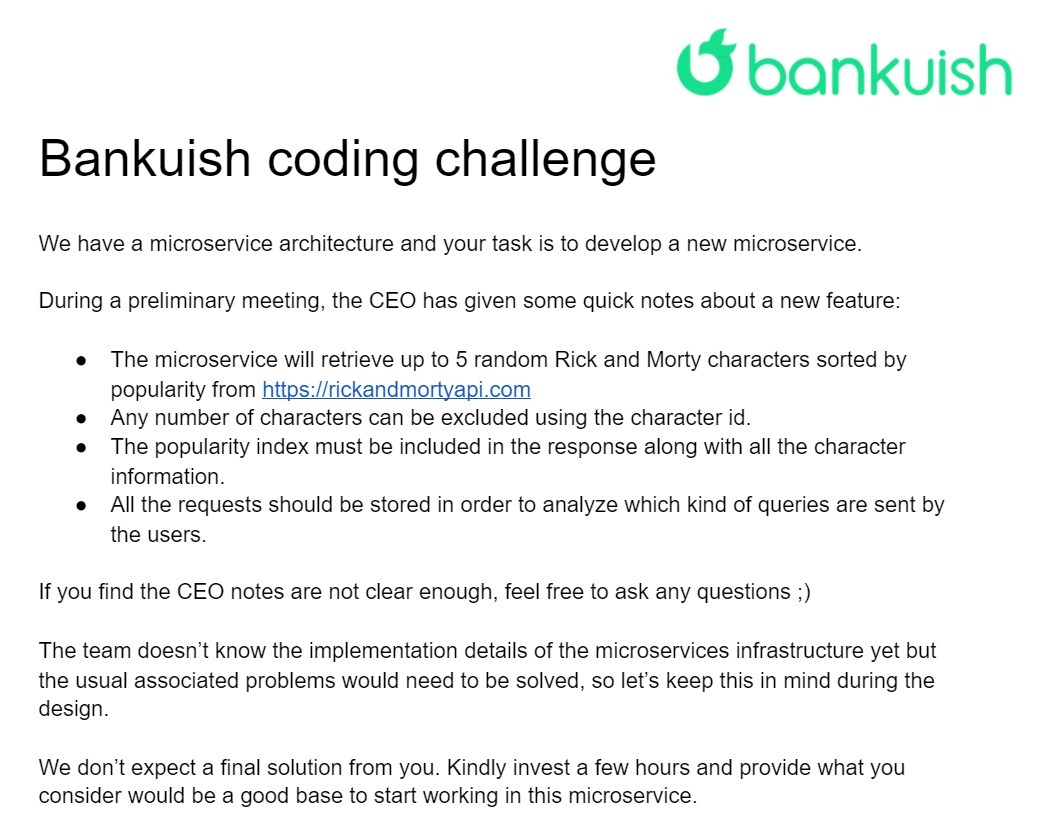 bankuish
Bankuish coding challenge
We have a microservice architecture and your task is to develop a new microservice.
During a preliminary meeting, the CEO has given some quick notes about a new feature:
● The microservice will retrieve up to 5 random Rick and Morty characters sorted by
popularity from https://rickandmortyapi.com
● Any number of characters can be excluded using the character id.
● The popularity index must be included in the response along with all the character
information.
● All the requests should be stored in order to analyze which kind of queries are sent by
the users.
If you find the CEO notes are not clear enough, feel free to ask any questions ;)
The team doesn’t know the implementation details of the microservices infrastructure yet but
the usual associated problems would need to be solved, so let’s keep this in mind during the
design.
We don’t expect a final solution from you. Kindly invest a few hours and provide what you
consider would be a good base to start working in this microservice.